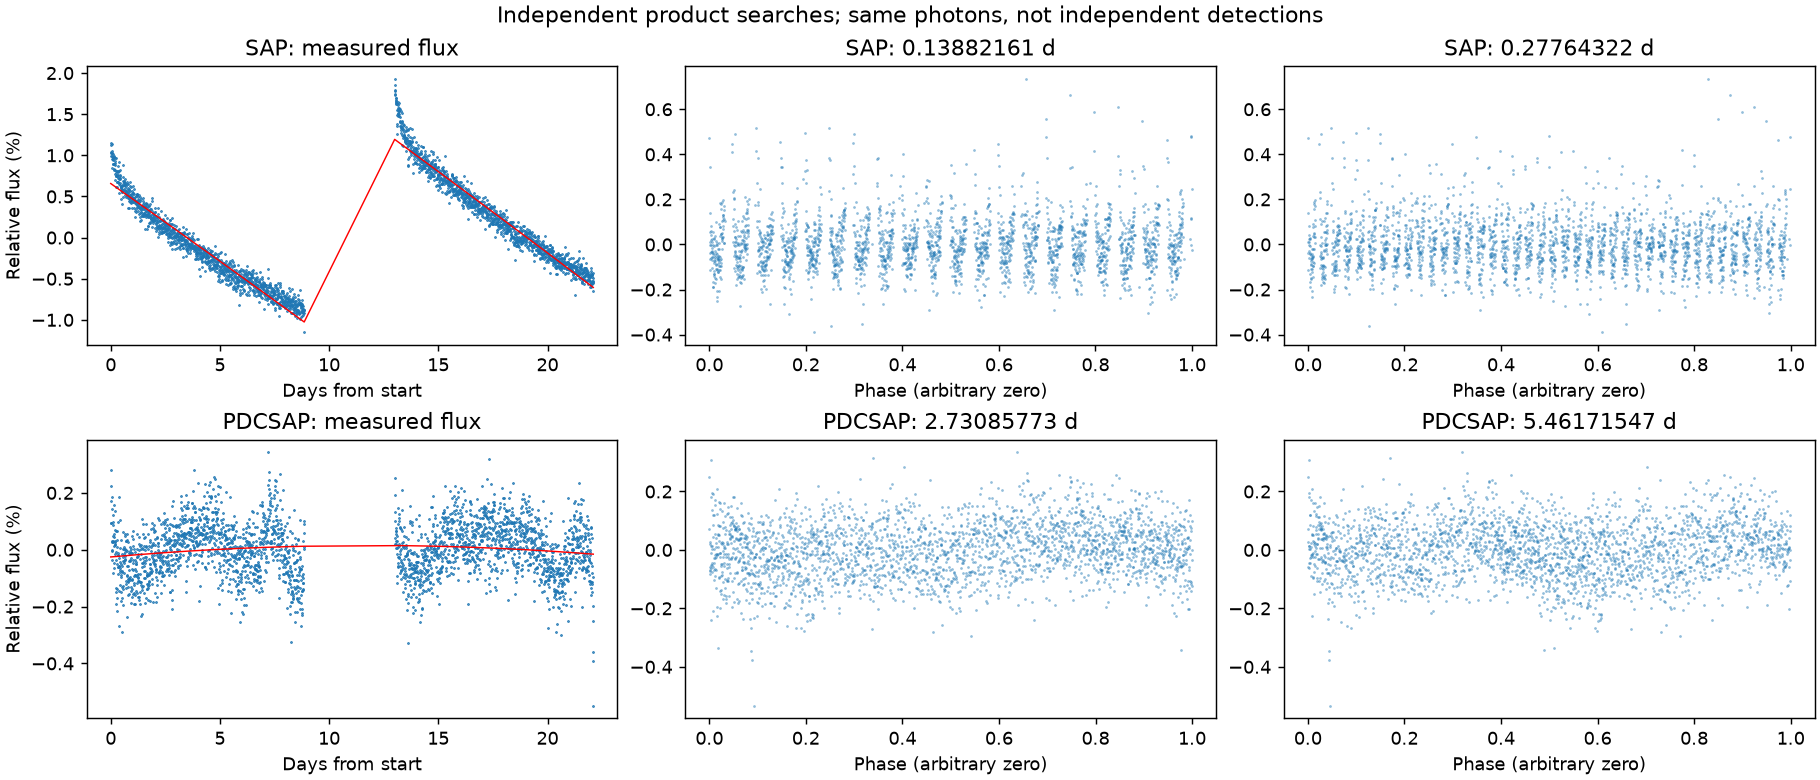 Independent product searches; same photons, not independent detections
SAP: measured flux
SAP: 0.13882161 d
SAP: 0.27764322 d
Relative flux (%)
2.0
1.5
1.0
0.5
0.0
−0.5
−1.0
0 5 10 15 20
Days from start
0.6
0.4
0.2
0.0
−0.2
−0.4
0.0 0.2 0.4 0.6 0.8 1.0
Phase (arbitrary zero)
0.6
0.4
0.2
0.0
−0.2
−0.4
0.0 0.2 0.4 0.6 0.8 1.0
Phase (arbitrary zero)
PDCSAP: measured flux
PDCSAP: 2.73085773 d
PDCSAP: 5.46171547 d
Relative flux (%)
0.2
0.0
−0.2
−0.4
0 5 10 15 20
Days from start
0.2
0.0
−0.2
−0.4
0.0 0.2 0.4 0.6 0.8 1.0
Phase (arbitrary zero)
0.2
0.0
−0.2
−0.4
0.0 0.2 0.4 0.6 0.8 1.0
Phase (arbitrary zero)